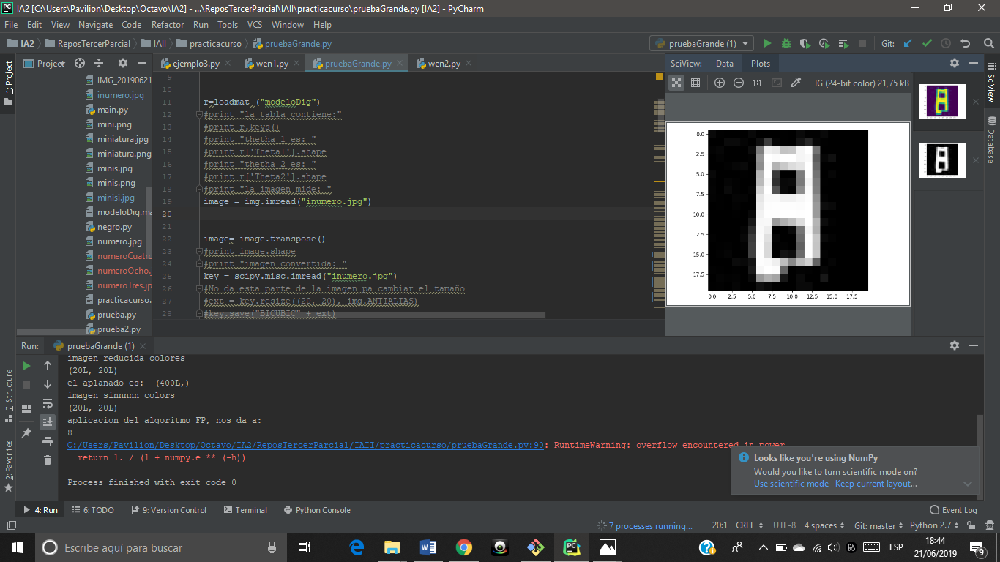 IA2 [C:\Users\Pavilion\Desktop\Octavo\IA2] - ...\ReposTercerParcial\IAII\practicacurso\pruebaGrande.py [IA2] - PyCharm
File Edit View Navigate Code Refactor Run Tools VCS Window Help
IA2 ReposTercerParcial IAII practicacurso pruebaGrande.py pruebaGrande (1) Git:
1: Project
Project
ejemplo3.py wen1.py pruebaGrande.py wen2.py
SciView: Data Plots
IMG_20190621
inumero.jpg
main.py
mini.png
miniatura.jpg
miniatura.png
minis.jpg
minis.png
minisi.jpg
modeloDig.ma
negro.py
numero.jpg
numeroCuatro
numeroOcho.j
numeroTres.jp
practicacurso.
prueba.py
prueba2.py
9
10
11 r=loadmat ("modeloDig")
12 #print "la tabla contiene:"
13 #print r.keys()
14 #print "thetha 1 es: "
15 #print r['Theta1'].shape
16 #print "thetha 2 es: "
17 #print r['Theta2'].shape
18 #print "la imagen mide: "
19 image = img.imread("inumero.jpg")
20
21
22 image= image.transpose()
23 #print image.shape
24 #print "imagen convertida: "
25 key = scipy.misc.imread("inumero.jpg")
26 #No da esta parte de la imagen pa cambiar el tamaño
27 #ext = key.resize((20, 20), img.ANTIALIAS)
28 #key.save("BICUBIC" + ext)
1:1 IG (24-bit color) 21,75 kB
0.0
2.5
5.0
7.5
10.0
12.5
15.0
17.5
0.0 2.5 5.0 7.5 10.0 12.5 15.0 17.5
SciView
Database
Run: pruebaGrande (1)
imagen reducida colores
(20L, 20L)
el aplanado es:  (400L,)
imagen sinnnnn colors
(20L, 20L)
aplicacion del algoritmo FP, nos da a:
8
C:/Users/Pavilion/Desktop/Octavo/IA2/ReposTercerParcial/IAII/practicacurso/pruebaGrande.py:90: RuntimeWarning: overflow encountered in power
return 1. / (1 + numpy.e ** (-h))
Process finished with exit code 0
7: Structure
2: Favorites
Looks like you're using NumPy
Would you like to turn scientific mode on?
Use scientific mode Keep current layout...
4: Run 6: TODO 9: Version Control Terminal Python Console Event Log
7 processes running... 20:1 CRLF UTF-8 4 spaces Git: master Python 2.7
Escribe aquí para buscar
ESP
18:44
21/06/2019
9